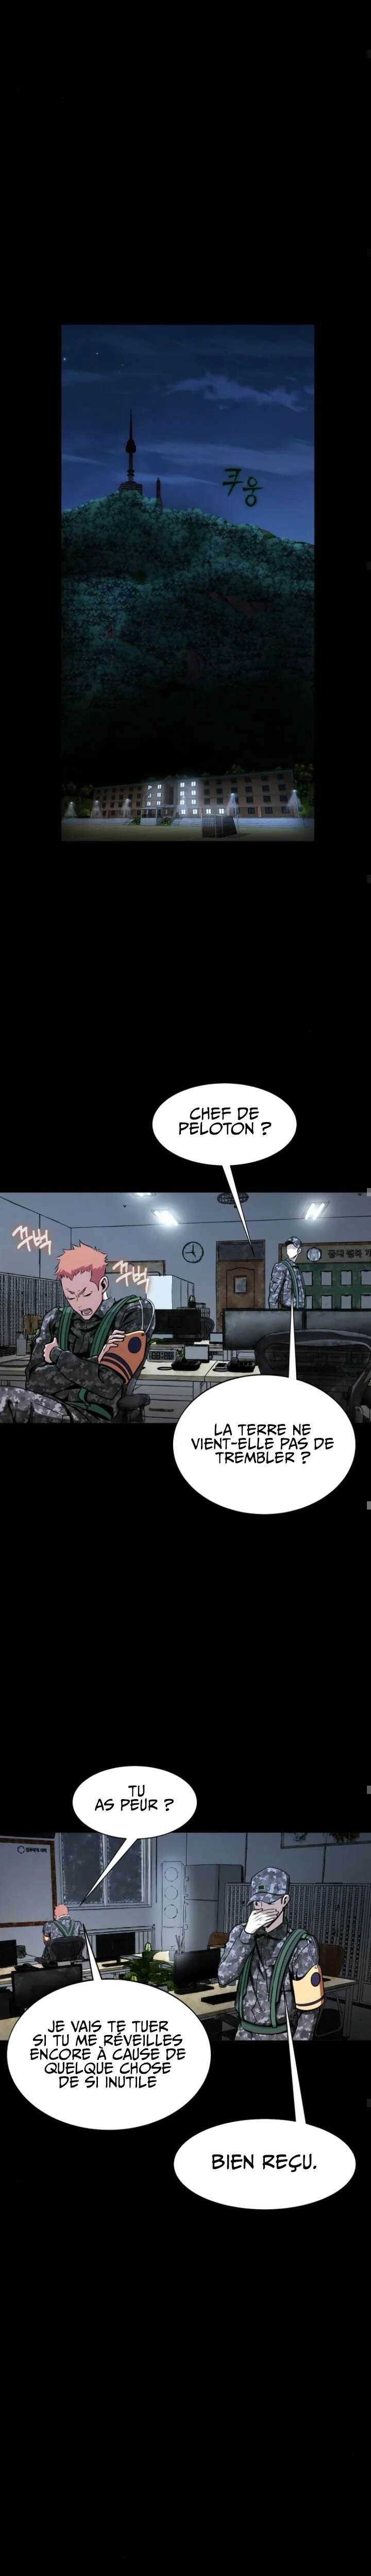 쿠웅
CHEF DE
PELOTON ?
꾸벅
꾸벅
LA TERRE NE
VIENT-ELLE PAS DE
TREMBLER ?
TU
AS PEUR ?
JE VAIS TE TUER
SI TU ME RÉVEILLES
ENCORE À CAUSE DE
QUELQUE CHOSE
DE SI INUTILE
BIEN REÇU.